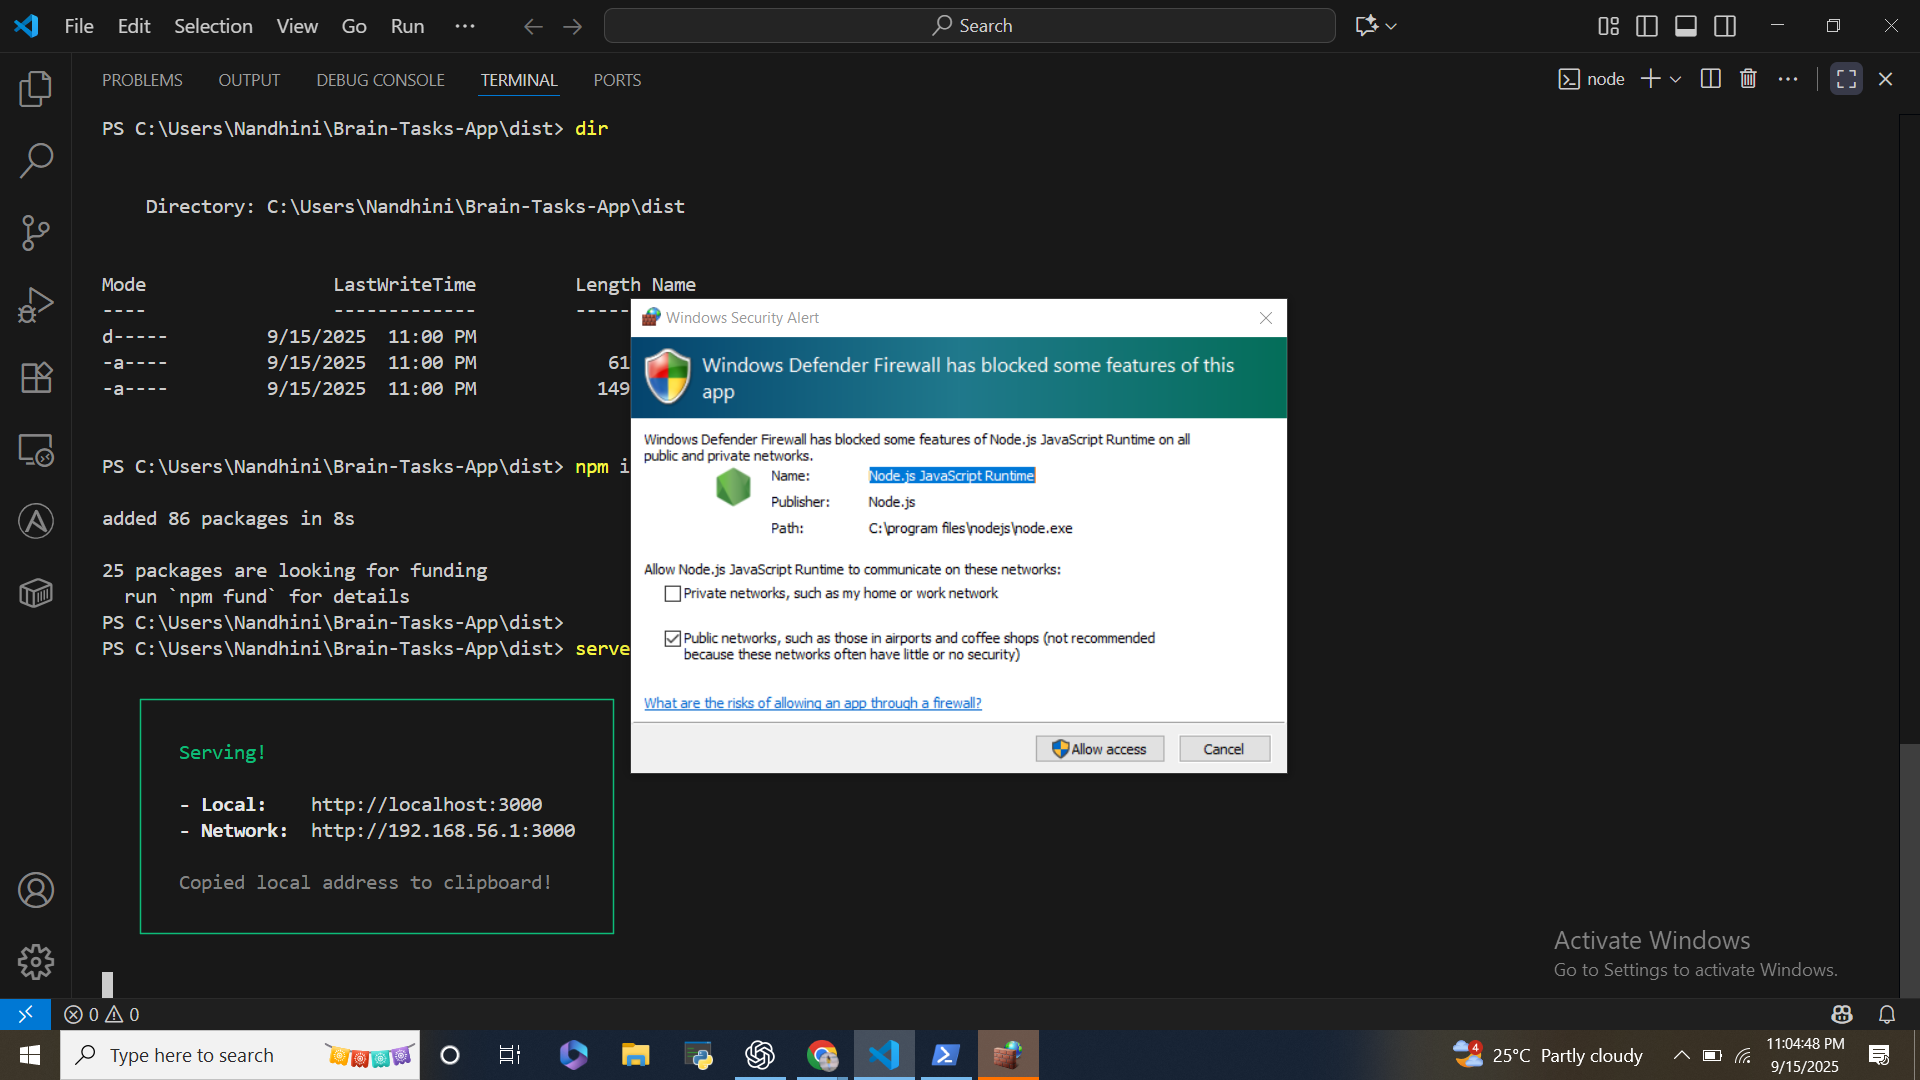 File Edit Selection View Go Run ··· Search
PROBLEMS OUTPUT DEBUG CONSOLE TERMINAL PORTS node
PS C:\Users\Nandhini\Brain-Tasks-App\dist> dir
Directory: C:\Users\Nandhini\Brain-Tasks-App\dist
Mode LastWriteTime Length Name
---- ------------- -----
d----- 9/15/2025 11:00 PM
-a---- 9/15/2025 11:00 PM 61
-a---- 9/15/2025 11:00 PM 149
PS C:\Users\Nandhini\Brain-Tasks-App\dist> npm i
added 86 packages in 8s
25 packages are looking for funding
run `npm fund` for details
PS C:\Users\Nandhini\Brain-Tasks-App\dist>
PS C:\Users\Nandhini\Brain-Tasks-App\dist> serve
Serving!
- Local: http://localhost:3000
- Network: http://192.168.56.1:3000
Copied local address to clipboard!
Windows Security Alert
Windows Defender Firewall has blocked some features of this
app
Windows Defender Firewall has blocked some features of Node.js JavaScript Runtime on all
public and private networks.
Name: Node.js JavaScript Runtime
Publisher: Node.js
Path: C:\program files\nodejs\node.exe
Allow Node.js JavaScript Runtime to communicate on these networks:
Private networks, such as my home or work network
Public networks, such as those in airports and coffee shops (not recommended
because these networks often have little or no security)
What are the risks of allowing an app through a firewall?
Allow access Cancel
Activate Windows
Go to Settings to activate Windows.
0 0
Type here to search
4 25°C Partly cloudy
11:04:48 PM
9/15/2025